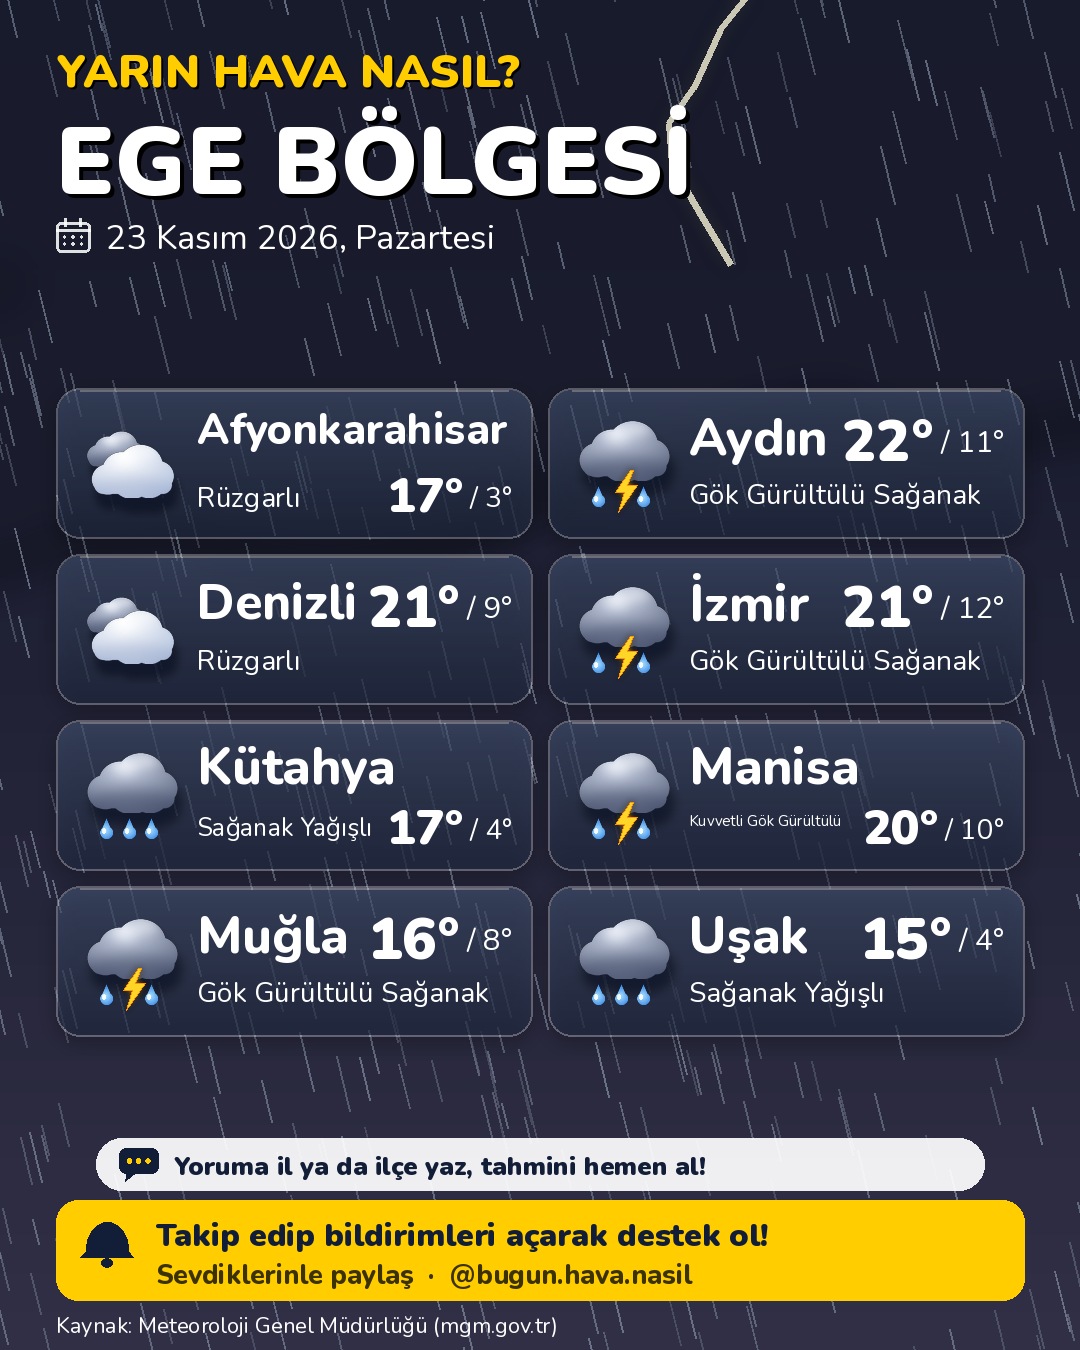 YARIN HAVA NASIL?
EGE BÖLGESİ
23 Kasım 2026, Pazartesi
Afyonkarahisar
Rüzgarlı 17° / 3°
Aydın 22° / 11°
Gök Gürültülü Sağanak
Denizli 21° / 9°
Rüzgarlı
İzmir 21° / 12°
Gök Gürültülü Sağanak
Kütahya
Sağanak Yağışlı 17° / 4°
Manisa
Kuvvetli Gök Gürültülü 20° / 10°
Muğla 16° / 8°
Gök Gürültülü Sağanak
Uşak 15° / 4°
Sağanak Yağışlı
Yoruma il ya da ilçe yaz, tahmini hemen al!
Takip edip bildirimleri açarak destek ol!
Sevdiklerinle paylaş · @bugun.hava.nasil
Kaynak: Meteoroloji Genel Müdürlüğü (mgm.gov.tr)